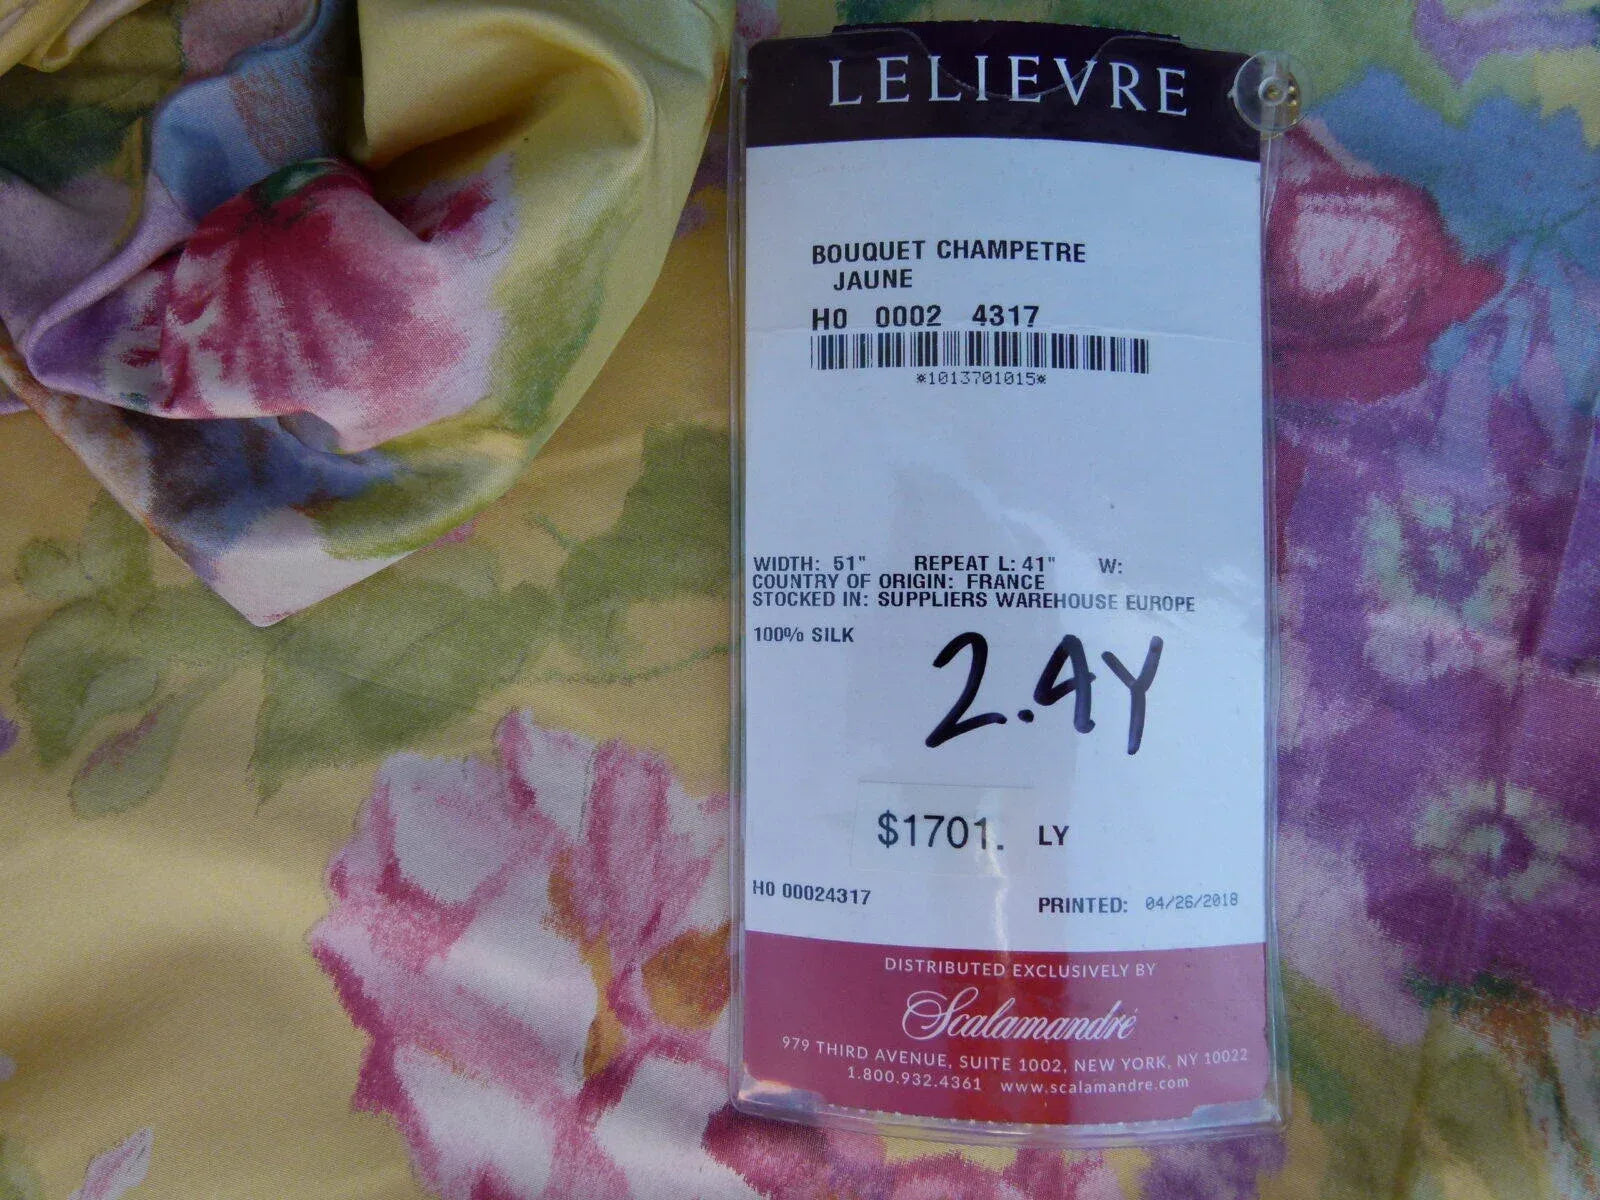 LELIEVRE
BOUQUET CHAMPETRE
JAUNE
H0 0002 4317
*1013701015*
WIDTH: 51" REPEAT L: 41" W:
COUNTRY OF ORIGIN: FRANCE
STOCKED IN: SUPPLIERS WAREHOUSE EUROPE
100% SILK
2.4Y
$1701. LY
H0 00024317 PRINTED: 04/26/2018
DISTRIBUTED EXCLUSIVELY BY
Scalamandré
979 THIRD AVENUE, SUITE 1002, NEW YORK, NY 10022
1.800.932.4361 www.scalamandre.com